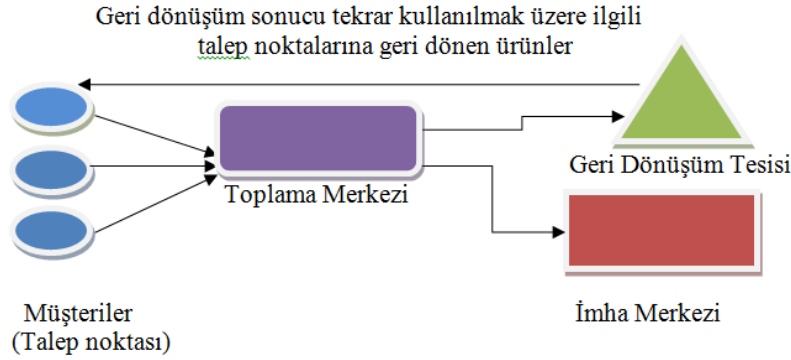 Geri dönüşüm sonucu tekrar kullanılmak üzere ilgili
talep noktalarına geri dönen ürünler
Geri Dönüşüm Tesisi
Toplama Merkezi
Müşteriler
(Talep noktası)
İmha Merkezi